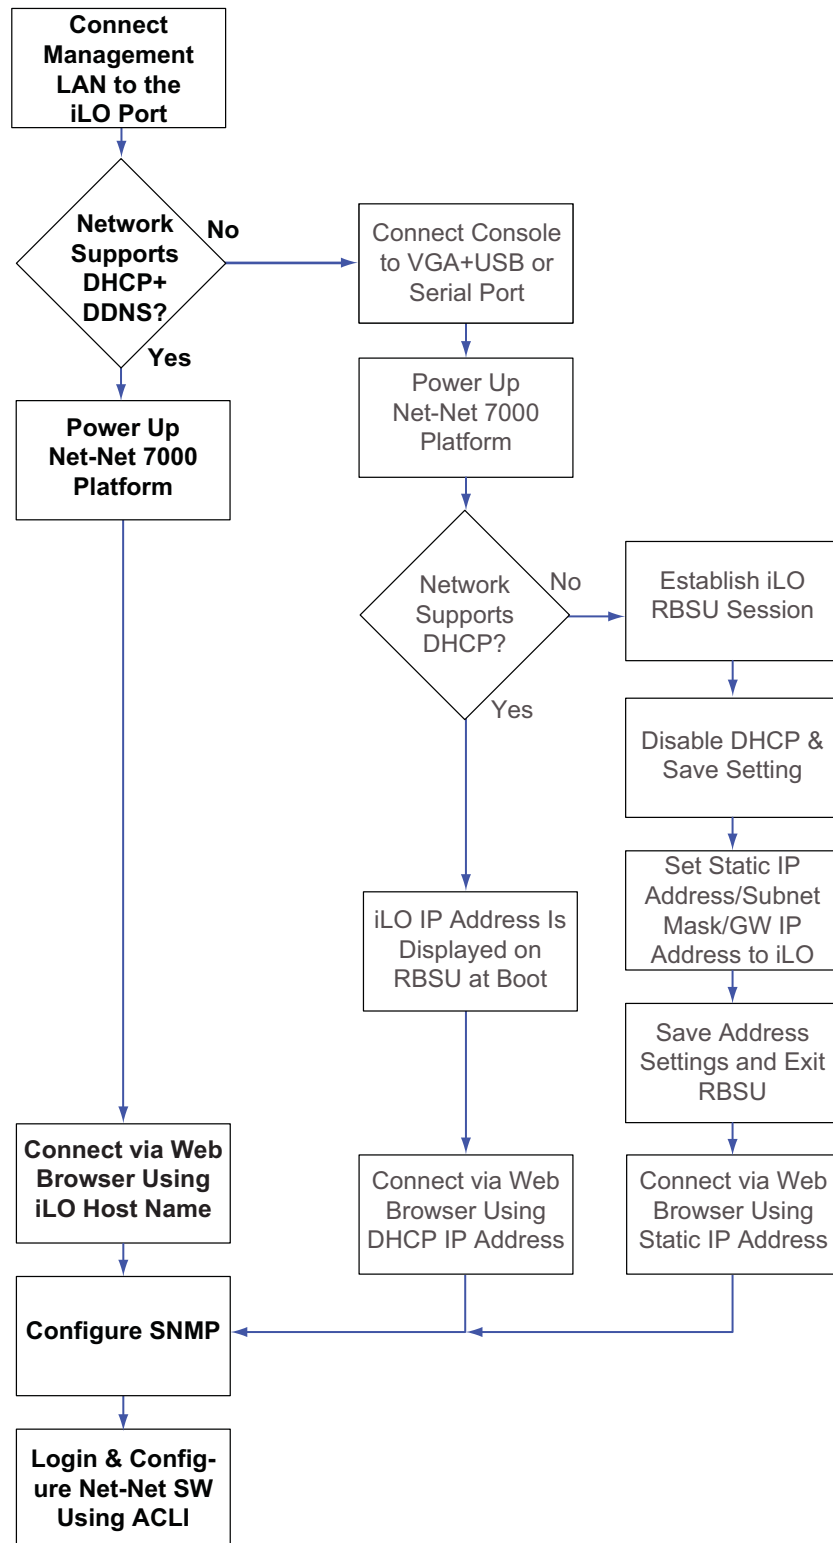 Connect
Management
LAN to the
iLO Port
Network
Supports
DHCP+
DDNS?
No
Yes
Connect Console
to VGA+USB or
Serial Port
Power Up
Net-Net 7000
Platform
Power Up
Net-Net 7000
Platform
Network
Supports
DHCP?
No
Yes
Establish iLO
RBSU Session
Disable DHCP &
Save Setting
Set Static IP
Address/Subnet
Mask/GW IP
Address to iLO
iLO IP Address Is
Displayed on
RBSU at Boot
Save Address
Settings and Exit
RBSU
Connect via Web
Browser Using
iLO Host Name
Connect via Web
Browser Using
DHCP IP Address
Connect via Web
Browser Using
Static IP Address
Configure SNMP
Login & Config-
ure Net-Net SW
Using ACLI